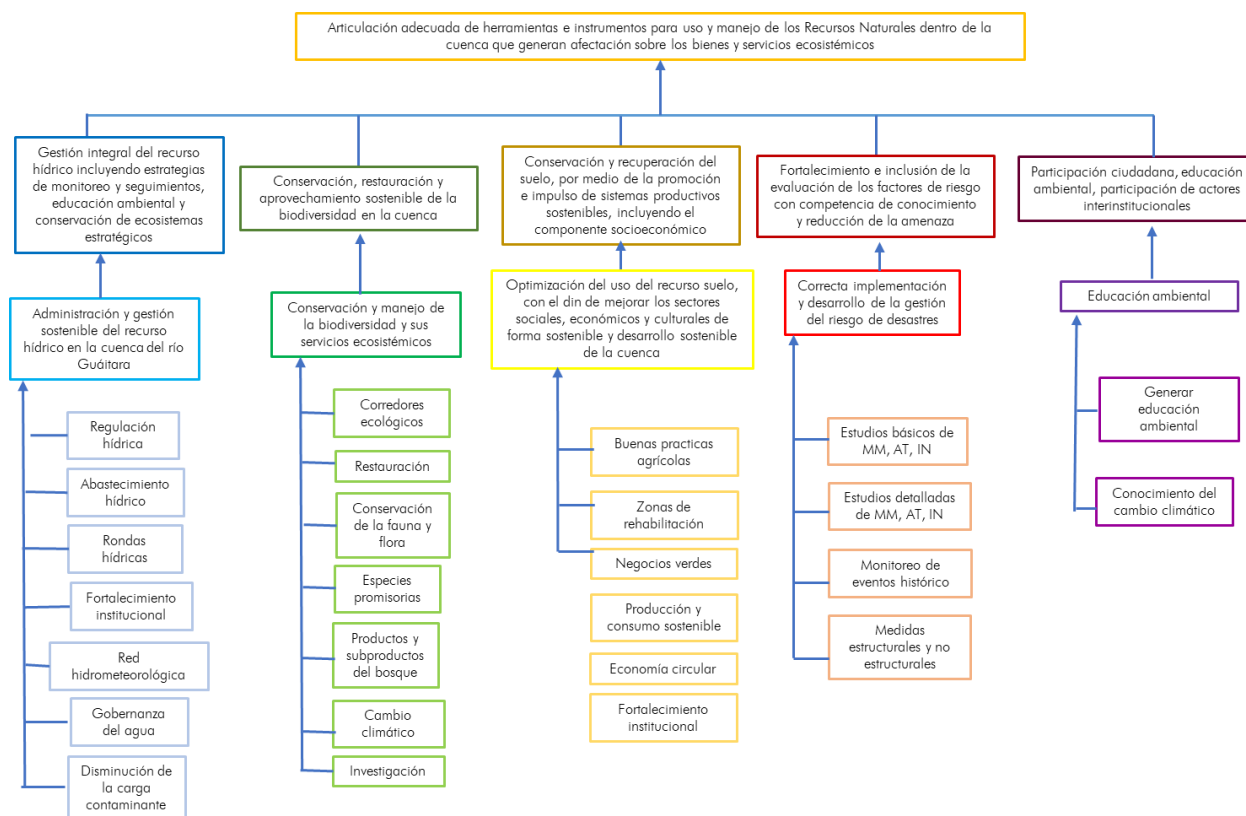 Articulación adecuada de herramientas e instrumentos para uso y manejo de los Recursos Naturales dentro de la
cuenca que generan afectación sobre los bienes y servicios ecosistémicos
Gestión integral del recurso
hídrico incluyendo estrategias
de monitoreo y seguimientos,
educación ambiental y
conservación de ecosistemas
estratégicos
Conservación, restauración y
aprovechamiento sostenible de la
biodiversidad en la cuenca
Conservación y recuperación del
suelo, por medio de la promoción
e impulso de sistemas productivos
sostenibles, incluyendo el
componente socioeconómico
Fortalecimiento e inclusión de la
evaluación de los factores de riesgo
con competencia de conocimiento
y reducción de la amenaza
Participación ciudadana, educación
ambiental, participación de actores
interinstitucionales
Administración y gestión
sostenible del recurso
hídrico en la cuenca del río
Guáitara
Conservación y manejo de
la biodiversidad y sus
servicios ecosistémicos
Optimización del uso del recurso suelo,
con el din de mejorar los sectores
sociales, económicos y culturales de
forma sostenible y desarrollo sostenible
de la cuenca
Correcta implementación
y desarrollo de la gestión
del riesgo de desastres
Educación ambiental
Regulación
hídrica
Abastecimiento
hídrico
Rondas
hídricas
Fortalecimiento
institucional
Red
hidrometeorológica
Gobernanza
del agua
Disminución de
la carga
contaminante
Corredores
ecológicos
Restauración
Conservación
de la fauna y
flora
Especies
promisorias
Productos y
subproductos
del bosque
Cambio
climático
Investigación
Buenas practicas
agrícolas
Zonas de
rehabilitación
Negocios verdes
Producción y
consumo sostenible
Economía circular
Fortalecimiento
institucional
Estudios básicos de
MM, AT, IN
Estudios detalladas
de MM, AT, IN
Monitoreo de
eventos histórico
Medidas
estructurales y no
estructurales
Generar
educación
ambiental
Conocimiento del
cambio climático